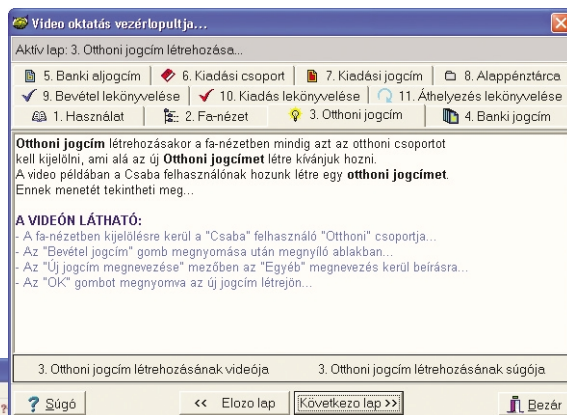 Video oktatás vezérlopultja...
Aktív lap: 3. Otthoni jogcím létrehozása...
5. Banki aljogcím 6. Kiadási csoport 7. Kiadási jogcím 8. Alappénztárca
9. Bevétel lekönyvelése 10. Kiadás lekönyvelése 11. Áthelyezés lekönyvelése
1. Használat 2. Fa-nézet 3. Otthoni jogcím 4. Banki jogcím
Otthoni jogcím létrehozásakor a fa-nézetben mindig azt az otthoni csoportot
kell kijelölni, ami alá az új Otthoni jogcímet létre kívánjuk hozni.
A video példában a Csaba felhasználónak hozunk létre egy otthoni jogcímet.
Ennek menetét tekintheti meg...
A VIDEÓN LÁTHATÓ:
- A fa-nézetben kijelölésre kerül a "Csaba" felhasználó "Otthoni" csoportja...
- Az "Bevétel jogcím" gomb megnyomása után megnyíló ablakban...
- Az "Új jogcím megnevezése" mezőben az "Egyéb" megnevezés kerül beírásra...
- Az "OK" gombot megnyomva az új jogcím létrejön...
3. Otthoni jogcím létrehozásának videója 3. Otthoni jogcím létrehozásának súgója
? Súgó << Elozo lap Következo lap >> Bezár